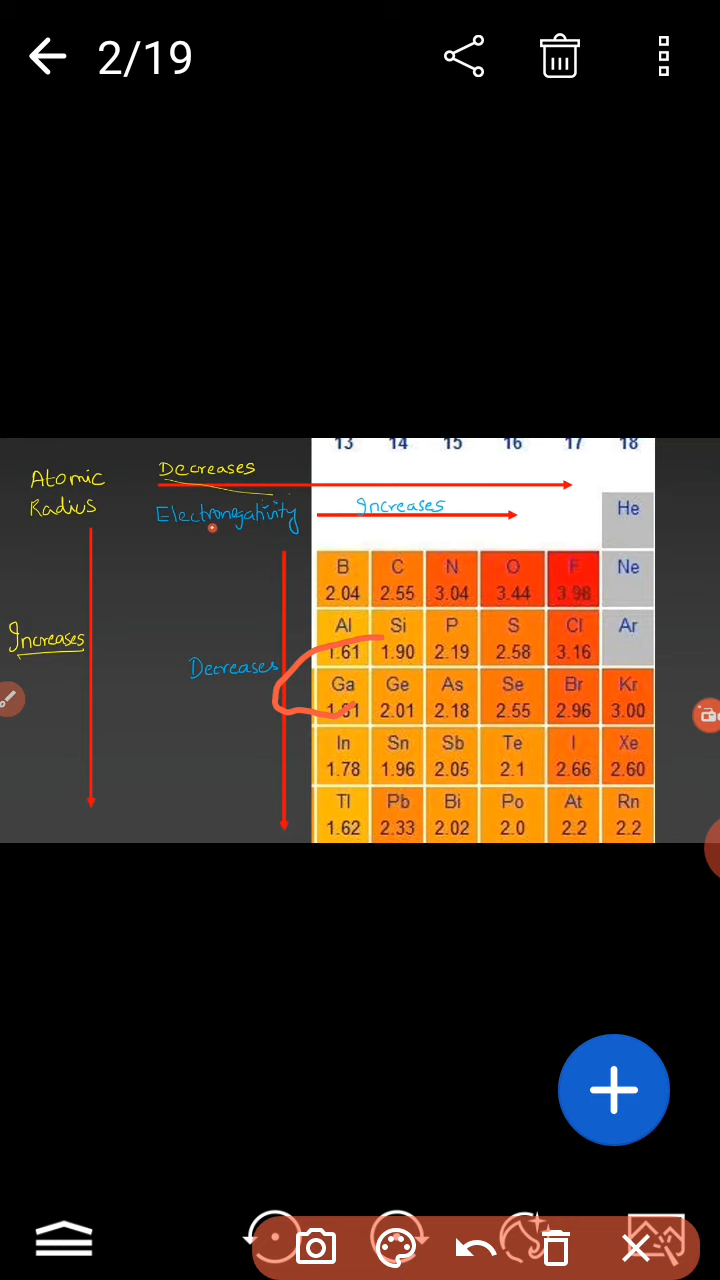 2/19
13 14 15 16 17 18
Atomic
Radius
Decreases
Electronegativity
Increases
He
B C N O F Ne
2.04 2.55 3.04 3.44 3.98
Al Si P S Cl Ar
1.61 1.90 2.19 2.58 3.16
Increases
Decreases
Ga Ge As Se Br Kr
1.81 2.01 2.18 2.55 2.96 3.00
In Sn Sb Te I Xe
1.78 1.96 2.05 2.1 2.66 2.60
Tl Pb Bi Po At Rn
1.62 2.33 2.02 2.0 2.2 2.2